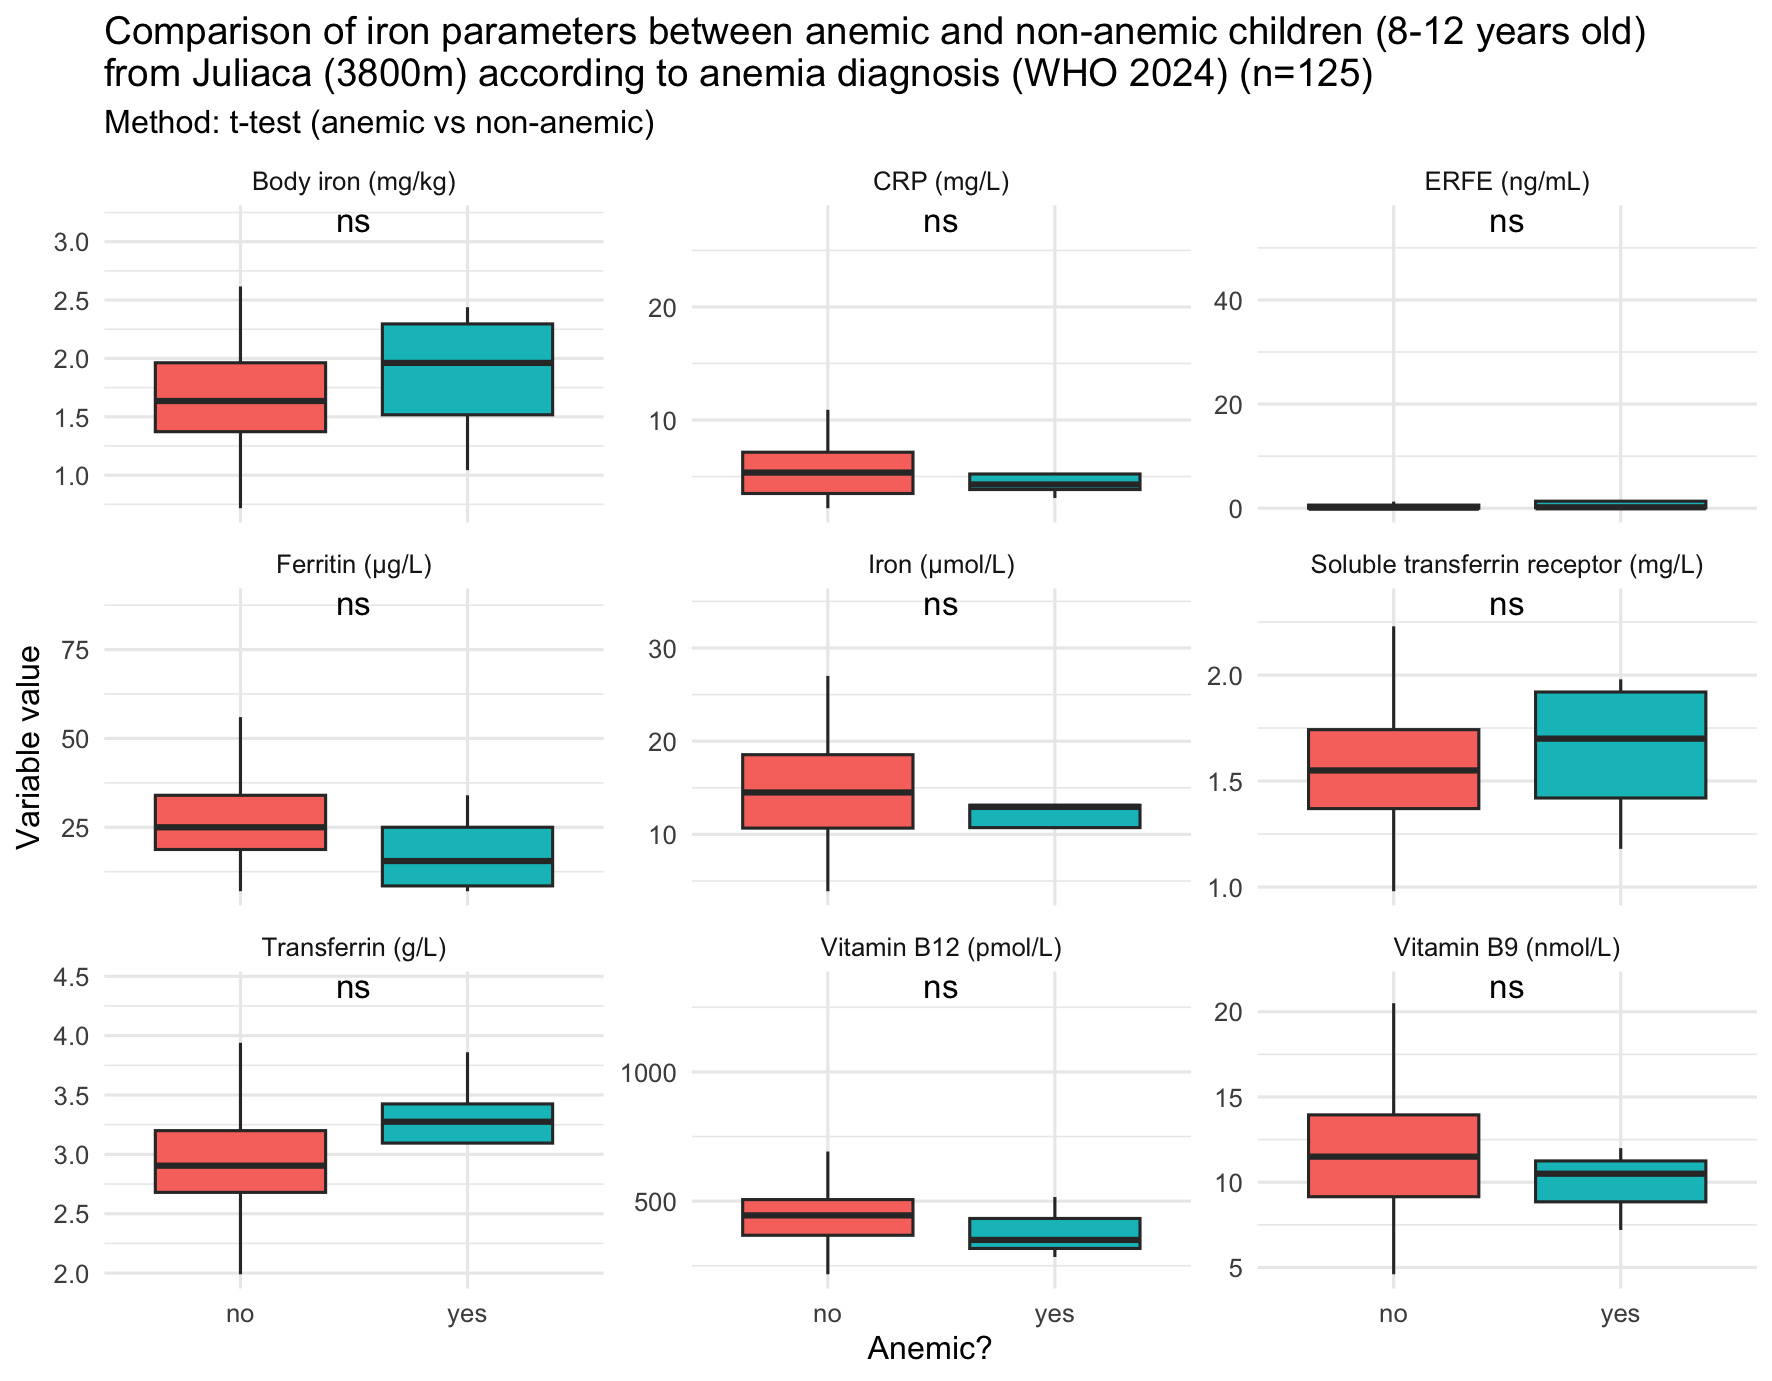 Comparison of iron parameters between anemic and non-anemic children (8-12 years old)
from Juliaca (3800m) according to anemia diagnosis (WHO 2024) (n=125)
Method: t-test (anemic vs non-anemic)
Body iron (mg/kg)
ns
3.0
2.5
2.0
1.5
1.0
CRP (mg/L)
ns
20
10
ERFE (ng/mL)
ns
40
20
0
Variable value
Ferritin (µg/L)
ns
75
50
25
Iron (µmol/L)
ns
30
20
10
Soluble transferrin receptor (mg/L)
ns
2.0
1.5
1.0
Transferrin (g/L)
ns
4.5
4.0
3.5
3.0
2.5
2.0
no yes
Vitamin B12 (pmol/L)
ns
1000
500
no yes
Vitamin B9 (nmol/L)
ns
20
15
10
5
no yes
Anemic?